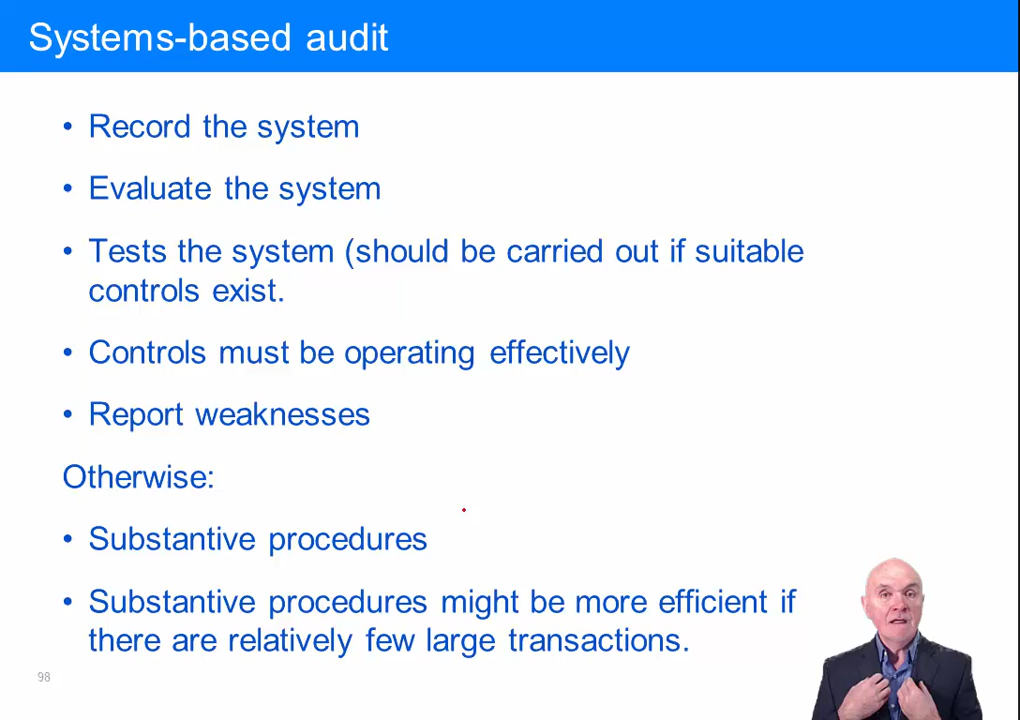 Systems-based audit
• Record the system
• Evaluate the system
• Tests the system (should be carried out if suitable
controls exist.
• Controls must be operating effectively
• Report weaknesses
Otherwise:
• Substantive procedures
• Substantive procedures might be more efficient if
there are relatively few large transactions.
98